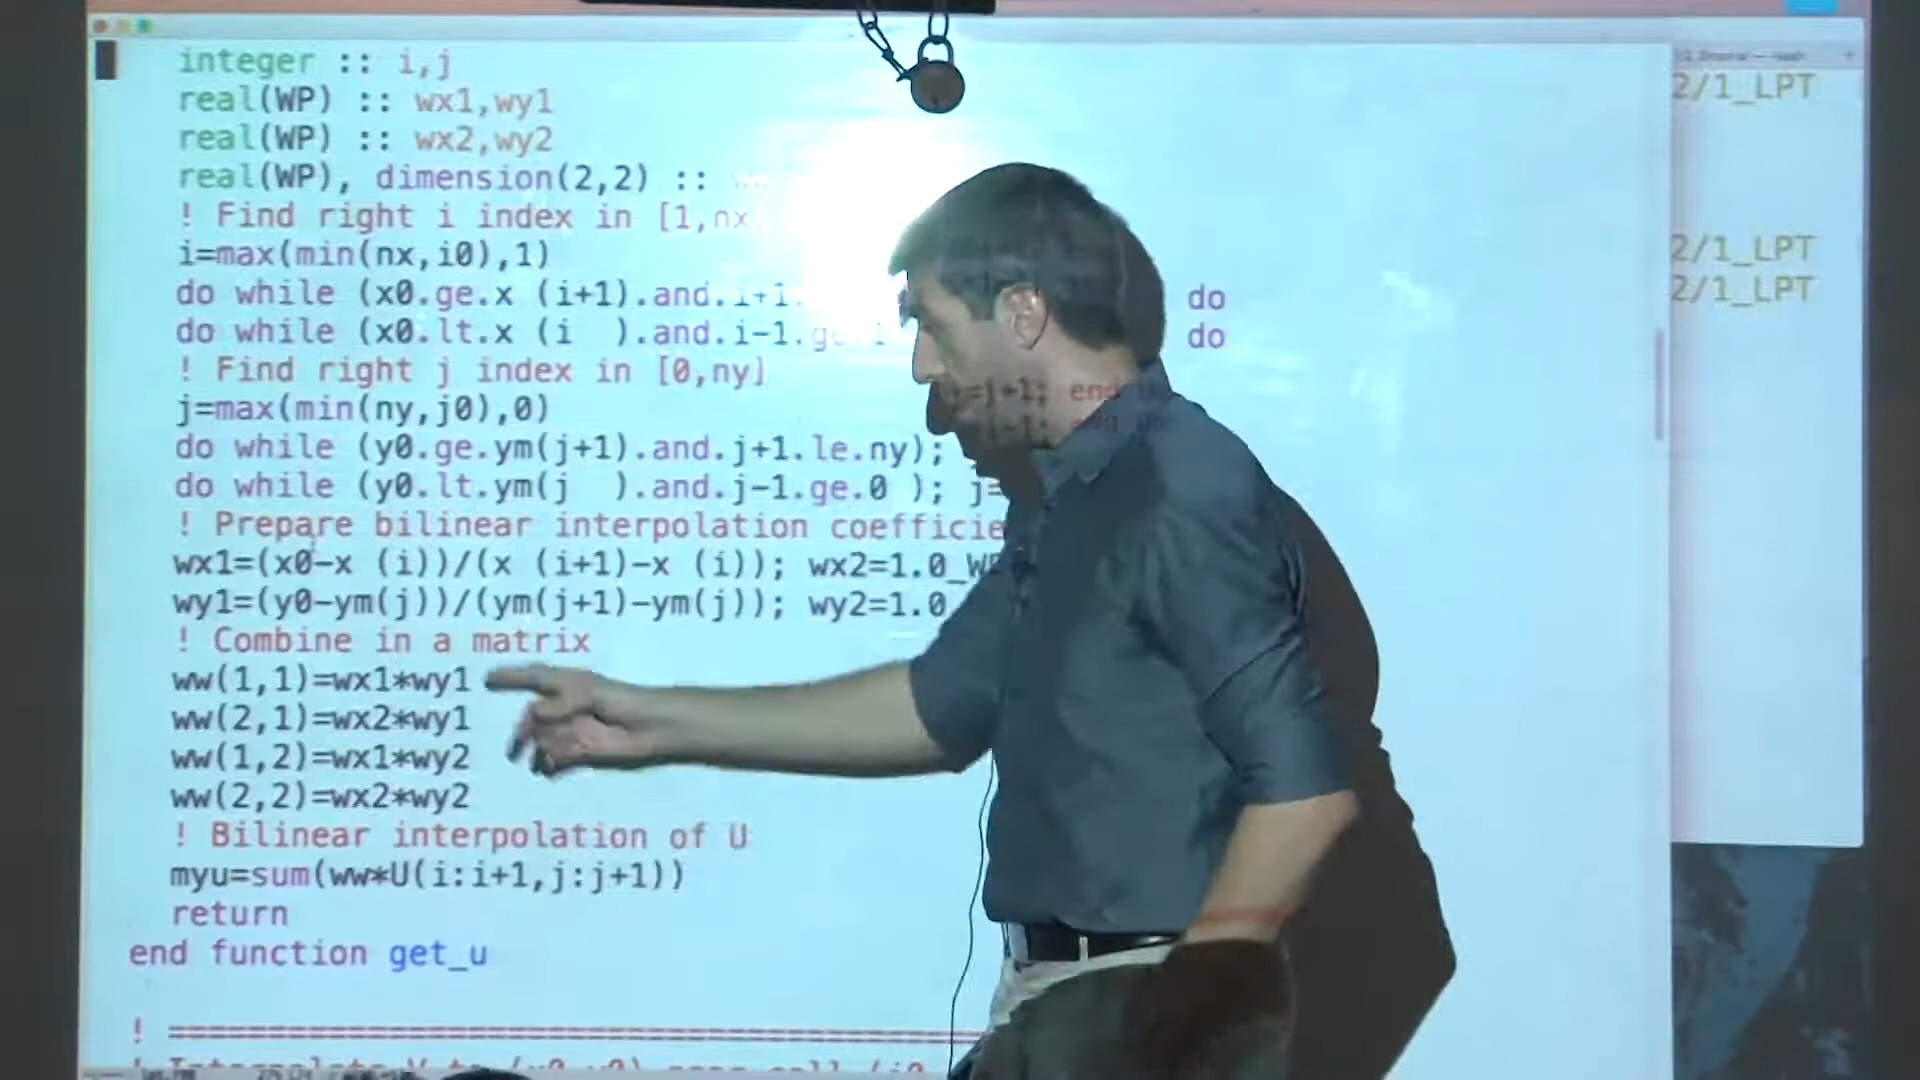 integer :: i,j
real(WP) :: wx1,wy1
real(WP) :: wx2,wy2
real(WP), dimension(2,2) ::
! Find right i index in [1,nx
i=max(min(nx,i0),1)
do while (x0.ge.x (i+1).and.i+1. do
do while (x0.lt.x (i  ).and.i-1.ge. do
! Find right j index in [0,ny]
j=max(min(ny,j0),0)
do while (y0.ge.ym(j+1).and.j+1.le.ny); =j+1; end
do while (y0.lt.ym(j  ).and.j-1.ge.0 ); j=
! Prepare bilinear interpolation coefficie
wx1=(x0-x (i))/(x (i+1)-x (i)); wx2=1.0_WP
wy1=(y0-ym(j))/(ym(j+1)-ym(j)); wy2=1.0
! Combine in a matrix
ww(1,1)=wx1*wy1
ww(2,1)=wx2*wy1
ww(1,2)=wx1*wy2
ww(2,2)=wx2*wy2
! Bilinear interpolation of U
myu=sum(ww*U(i:i+1,j:j+1))
return
end function get_u
2/1_LPT
2/1_LPT
2/1_LPT